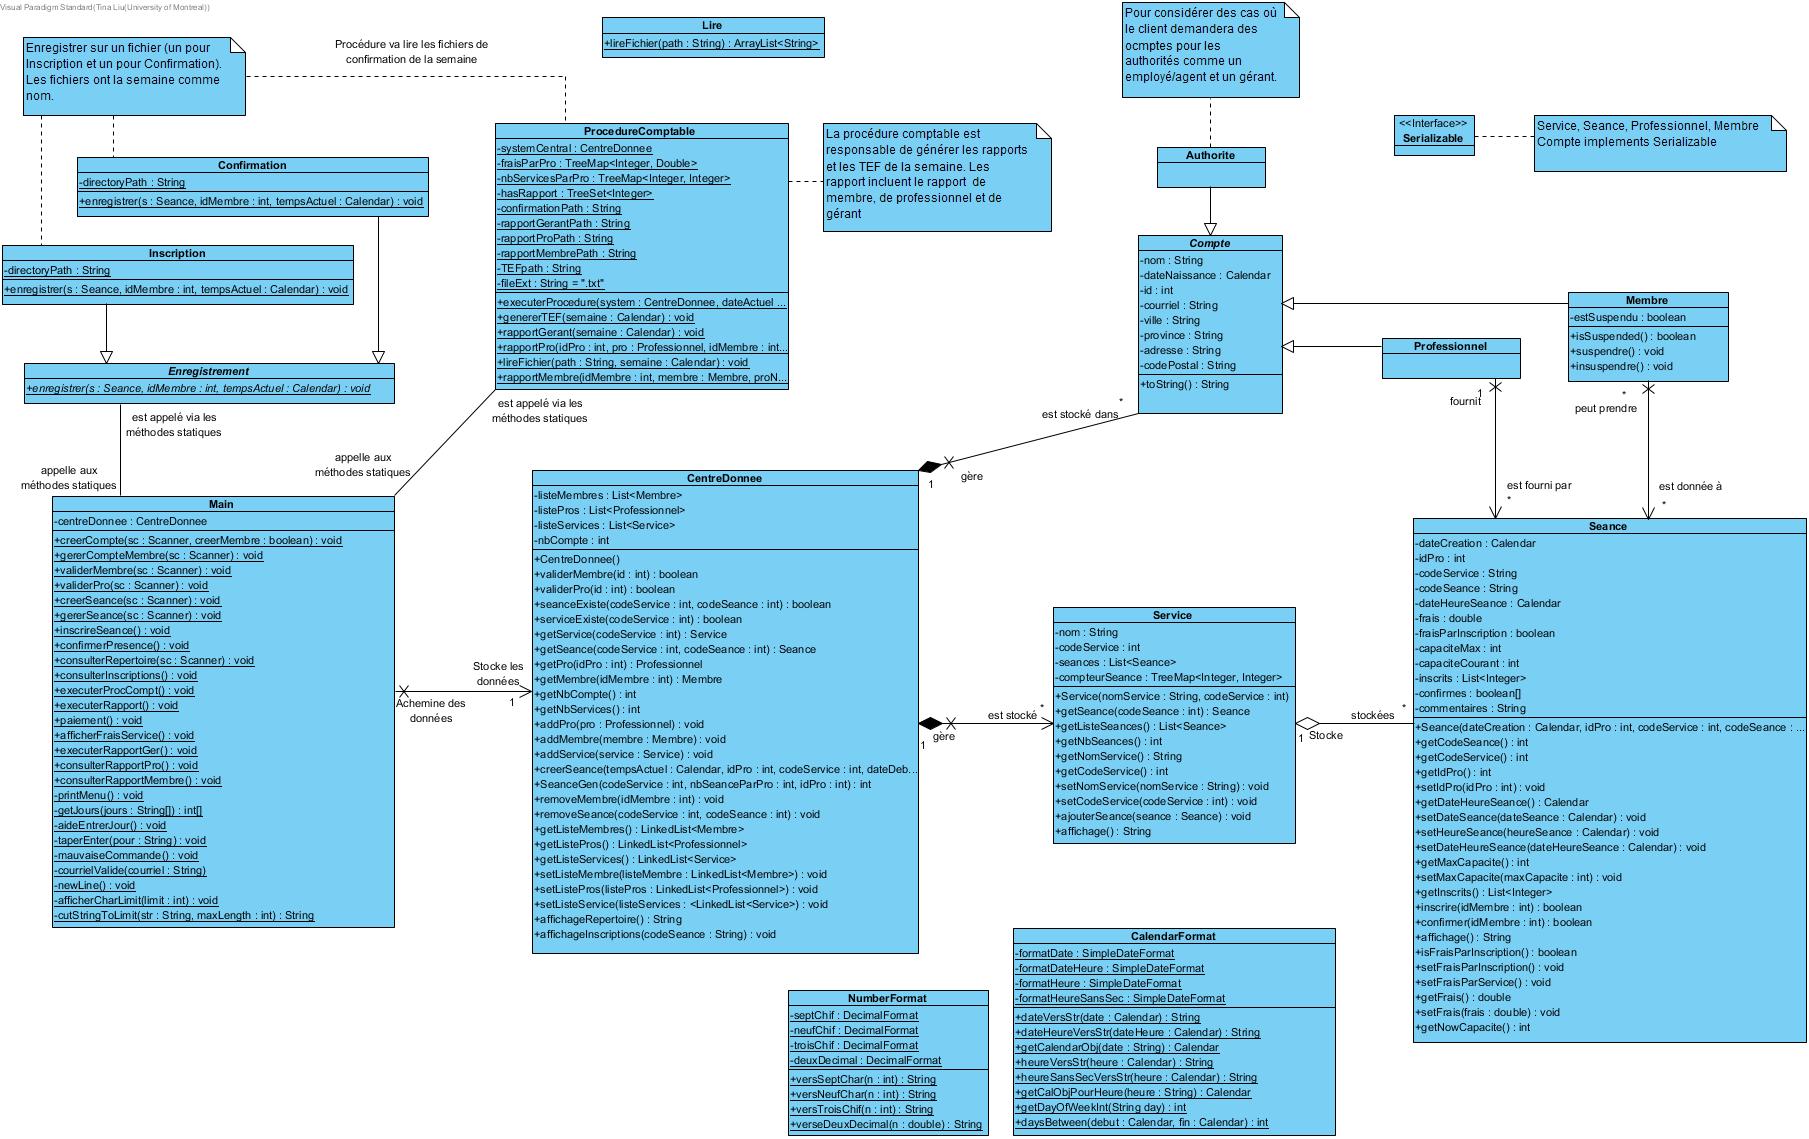 Visual Paradigm Standard(Tina Liu(University of Montreal))
Enregistrer sur un fichier (un pour
Inscription et un pour Confirmation).
Les fichiers ont la semaine comme
nom.
Procédure va lire les fichiers de
confirmation de la semaine
Lire
+lireFichier(path : String) : ArrayList<String>
Pour considérer des cas où
le client demandera des
ocmptes pour les
authorités comme un
employé/agent et un gérant.
<<Interface>>
Serializable
Service, Seance, Professionnel, Membre
Compte implements Serializable
Confirmation
-directoryPath : String
+enregistrer(s : Seance, idMembre : int, tempsActuel : Calendar) : void
Inscription
-directoryPath : String
+enregistrer(s : Seance, idMembre : int, tempsActuel : Calendar) : void
Enregistrement
+enregistrer(s : Seance, idMembre : int, tempsActuel : Calendar) : void
ProcedureComptable
-systemCentral : CentreDonnee
-fraisParPro : TreeMap<Integer, Double>
-nbServicesParPro : TreeMap<Integer, Integer>
-hasRapport : TreeSet<Integer>
-confirmationPath : String
-rapportGerantPath : String
-rapportProPath : String
-rapportMembrePath : String
-TEFpath : String
-fileExt : String = ".txt"
+executerProcedure(system : CentreDonnee, dateActuel ...
+genererTEF(semaine : Calendar) : void
+rapportGerant(semaine : Calendar) : void
+rapportPro(idPro : int, pro : Professionnel, idMembre : int...
+lireFichier(path : String, semaine : Calendar) : void
+rapportMembre(idMembre : int, membre : Membre, proN...
La procédure comptable est
responsable de générer les rapports
et les TEF de la semaine. Les
rapport incluent le rapport de
membre, de professionnel et de
gérant
Authorite
Compte
-nom : String
-dateNaissance : Calendar
-id : int
-courriel : String
-ville : String
-province : String
-adresse : String
-codePostal : String
+toString() : String
Membre
-estSuspendu : boolean
+isSuspended() : boolean
+suspendre() : void
+insuspendre() : void
Professionnel
est appelé via les
méthodes statiques
appelle aux
méthodes statiques
est appelé via les
méthodes statiques
appelle aux
méthodes statiques
est stocké dans
*
gère
1
1
fournit
est fourni par
*
*
peut prendre
est donnée à
*
Main
-centreDonnee : CentreDonnee
+creerCompte(sc : Scanner, creerMembre : boolean) : void
+gererCompteMembre(sc : Scanner) : void
+validerMembre(sc : Scanner) : void
+validerPro(sc : Scanner) : void
+creerSeance(sc : Scanner) : void
+gererSeance(sc : Scanner) : void
+inscrireSeance() : void
+confirmerPresence() : void
+consulterRepertoire(sc : Scanner) : void
+consulterInscriptions() : void
+executerProcCompt() : void
+executerRapport() : void
+paiement() : void
+afficherFraisService() : void
+executerRapportGer() : void
+consulterRapportPro() : void
+consulterRapportMembre() : void
-printMenu() : void
-getJours(jours : String[]) : int[]
-aideEntrerJour() : void
-taperEnter(pour : String) : void
-mauvaiseCommande() : void
-courrielValide(courriel : String)
-newLine() : void
-afficherCharLimit(limit : int) : void
-cutStringToLimit(str : String, maxLength : int) : String
Stocke les
données
1
Achemine des
données
CentreDonnee
-listeMembres : List<Membre>
-listePros : List<Professionnel>
-listeServices : List<Service>
-nbCompte : int
+CentreDonnee()
+validerMembre(id : int) : boolean
+validerPro(id : int) : boolean
+seanceExiste(codeService : int, codeSeance : int) : boolean
+serviceExiste(codeService : int) : boolean
+getService(codeService : int) : Service
+getSeance(codeService : int, codeSeance : int) : Seance
+getPro(idPro : int) : Professionnel
+getMembre(idMembre : int) : Membre
+getNbCompte() : int
+getNbServices() : int
+addPro(pro : Professionnel) : void
+addMembre(membre : Membre) : void
+addService(service : Service) : void
+creerSeance(tempsActuel : Calendar, idPro : int, codeService : int, dateDeb...
+SeanceGen(codeService : int, nbSeanceParPro : int, idPro : int) : int
+removeMembre(idMembre : int) : void
+removeSeance(codeService : int, codeSeance : int) : void
+getListeMembres() : LinkedList<Membre>
+getListePros() : LinkedList<Professionnel>
+getListeServices() : LinkedList<Service>
+setListeMembre(listeMembre : LinkedList<Membre>) : void
+setListePros(listePros : LinkedList<Professionnel>) : void
+setListeService(listeServices : <LinkedList<Service>) : void
+affichageRepertoire() : String
+affichageInscriptions(codeSeance : String) : void
1
gère
est stocké
*
Service
-nom : String
-codeService : int
-seances : List<Seance>
-compteurSeance : TreeMap<Integer, Integer>
+Service(nomService : String, codeService : int)
+getSeance(codeSeance : int) : Seance
+getListeSeances() : List<Seance>
+getNbSeances() : int
+getNomService() : String
+getCodeService() : int
+setNomService(nomService : String) : void
+setCodeService(codeService : int) : void
+ajouterSeance(seance : Seance) : void
+affichage() : String
1
Stocke
stockées
*
Seance
-dateCreation : Calendar
-idPro : int
-codeService : String
-codeSeance : String
-dateHeureSeance : Calendar
-frais : double
-fraisParInscription : boolean
-capaciteMax : int
-capaciteCourant : int
-inscrits : List<Integer>
-confirmes : boolean[]
-commentaires : String
+Seance(dateCreation : Calendar, idPro : int, codeService : int, codeSeance : ...
+getCodeSeance() : int
+getCodeService() : int
+getIdPro() : int
+setIdPro(idPro : int) : void
+getDateHeureSeance() : Calendar
+setDateSeance(dateSeance : Calendar) : void
+setHeureSeance(heureSeance : Calendar) : void
+setDateHeureSeance(dateHeureSeance : Calendar) : void
+getMaxCapacite() : int
+setMaxCapacite(maxCapacite : int) : void
+getInscrits() : List<Integer>
+inscrire(idMembre : int) : boolean
+confirmer(idMembre : int) : boolean
+affichage() : String
+isFraisParInscription() : boolean
+setFraisParInscription() : void
+setFraisParService() : void
+getFrais() : double
+setFrais(frais : double) : void
+getNowCapacite() : int
NumberFormat
-septChif : DecimalFormat
-neufChif : DecimalFormat
-troisChif : DecimalFormat
-deuxDecimal : DecimalFormat
+versSeptChar(n : int) : String
+versNeufChar(n : int) : String
+versTroisChif(n : int) : String
+verseDeuxDecimal(n : double) : String
CalendarFormat
-formatDate : SimpleDateFormat
-formatDateHeure : SimpleDateFormat
-formatHeure : SimpleDateFormat
-formatHeureSansSec : SimpleDateFormat
+dateVersStr(date : Calendar) : String
+dateHeureVersStr(dateHeure : Calendar) : String
+getCalendarObj(date : String) : Calendar
+heureVersStr(heure : Calendar) : String
+heureSansSecVersStr(heure : Calendar) : String
+getCalObjPourHeure(heure : String) : Calendar
+getDayOfWeekInt(String day) : int
+daysBetween(debut : Calendar, fin : Calendar) : int